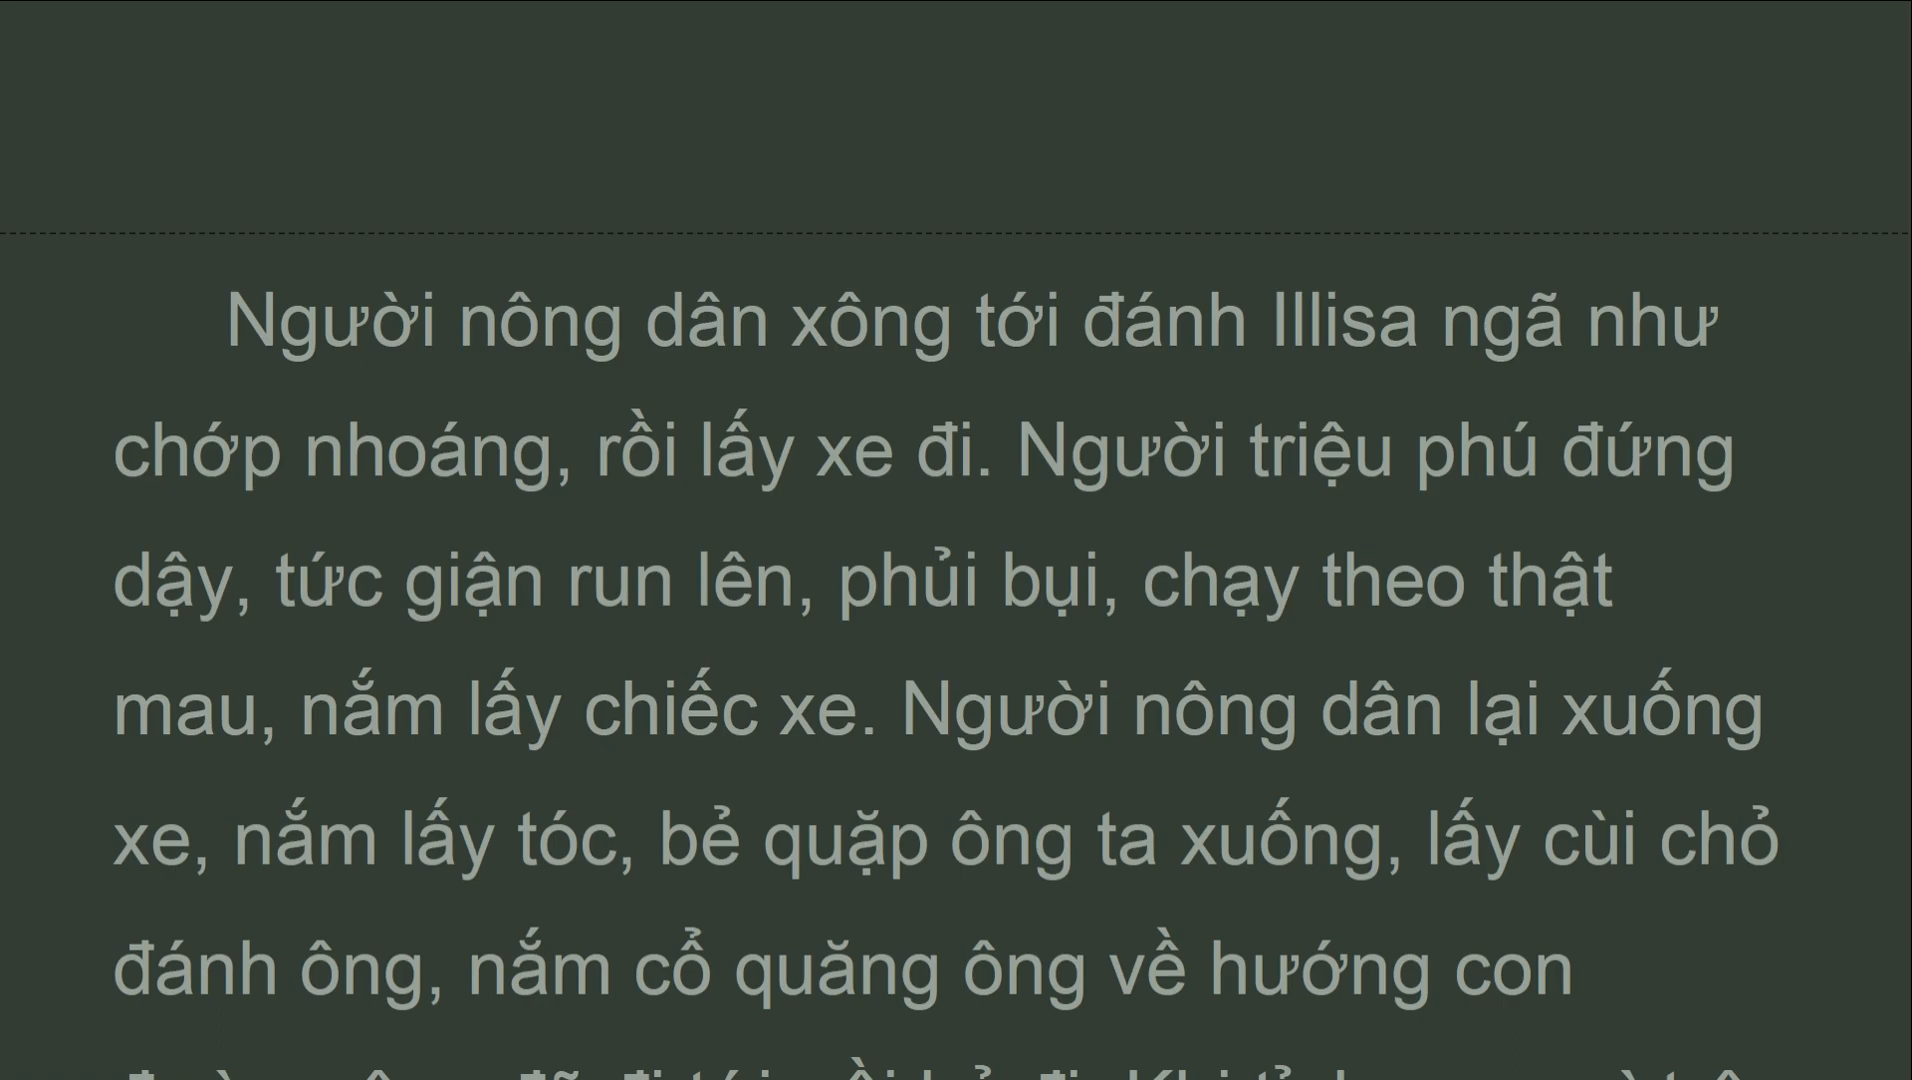 Người nông dân xông tới đánh Illisa ngã như
chớp nhoáng, rồi lấy xe đi. Người triệu phú đứng
dậy, tức giận run lên, phủi bụi, chạy theo thật
mau, nắm lấy chiếc xe. Người nông dân lại xuống
xe, nắm lấy tóc, bẻ quặp ông ta xuống, lấy cùi chỏ
đánh ông, nắm cổ quăng ông về hướng con